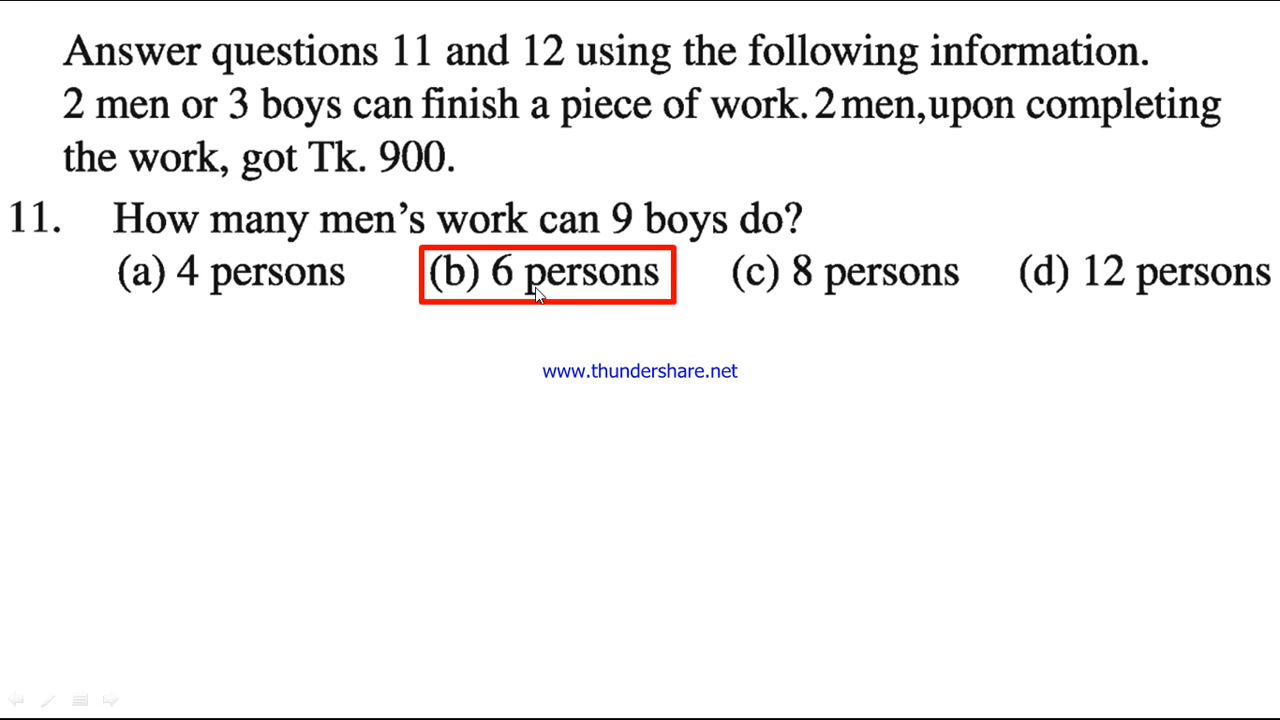 Answer questions 11 and 12 using the following information.
2 men or 3 boys can finish a piece of work. 2 men, upon completing
the work, got Tk. 900.
11. How many men’s work can 9 boys do?
(a) 4 persons (b) 6 persons (c) 8 persons (d) 12 persons
www.thundershare.net